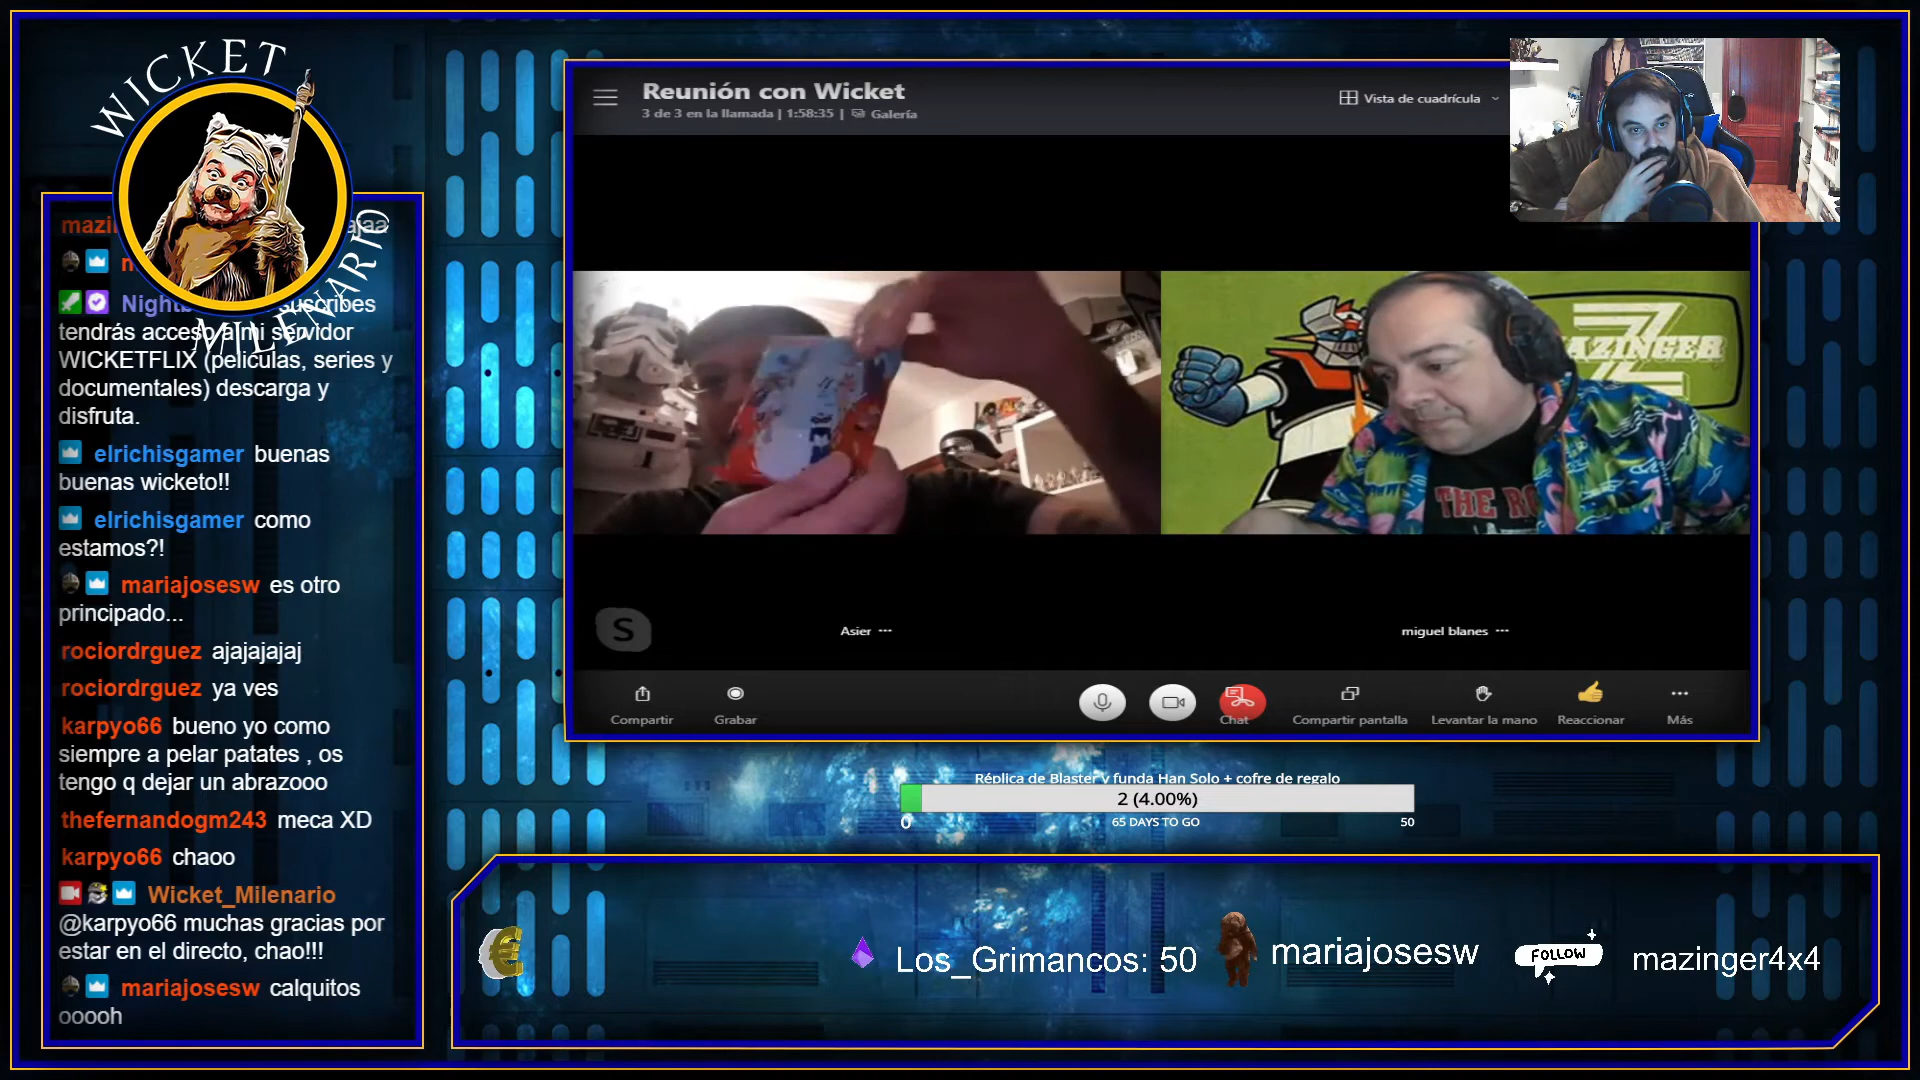 WICKET
MILENARIO
Reunión con Wicket
3 de 3 en la llamada | 1:58:35 | Galería
Vista de cuadrícula
suscribes
tendrás acceso a mi servidor
WICKETFLIX (peliculas, series y
documentales) descarga y
disfruta.
elrichisgamer buenas
buenas wicketo!!
elrichisgamer como
estamos?!
mariajosesw es otro
principado...
rociordrguez ajajajajaj
rociordrguez ya ves
karpyo66 bueno yo como
siempre a pelar patates , os
tengo q dejar un abrazooo
thefernandogm243 meca XD
karpyo66 chaoo
Wicket_Milenario
@karpyo66 muchas gracias por
estar en el directo, chao!!!
mariajosesw calquitos
ooooh
MAZINGER
Z
THE RO
S
Asier
miguel blanes
Compartir
Grabar
Chat
Compartir pantalla
Levantar la mano
Reaccionar
Más
Réplica de Blaster y funda Han Solo + cofre de regalo
2 (4.00%)
0
65 DAYS TO GO
50
€
Los_Grimancos: 50
mariajosesw
FOLLOW
mazinger4x4